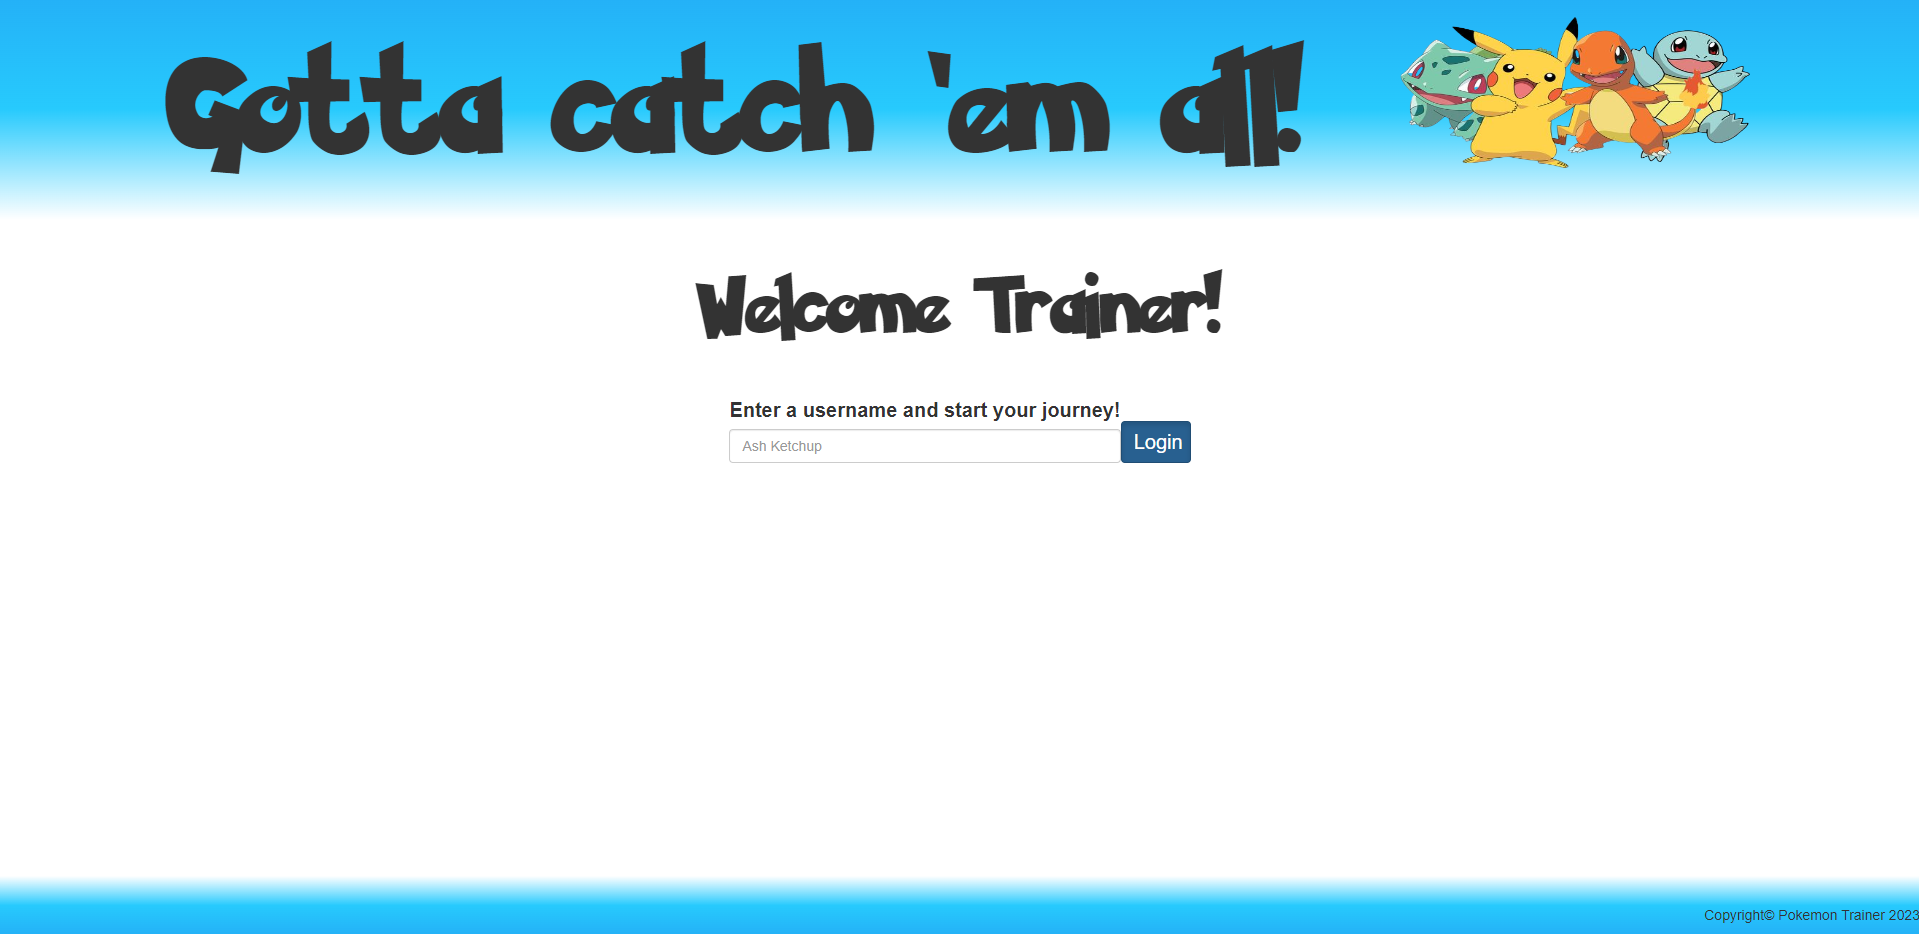 Gotta catch 'em all!
Welcome Trainer!
Enter a username and start your journey!
Ash Ketchup
Login
Copyright© Pokemon Trainer 2023